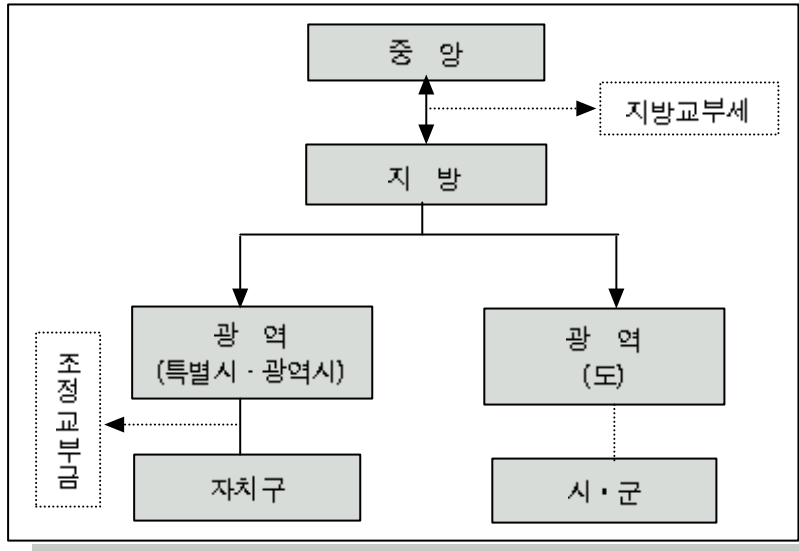 중 앙
지방교부세
지 방
광 역
(특별시 · 광역시)
광 역
(도)
조정교부금
자치구
시 · 군